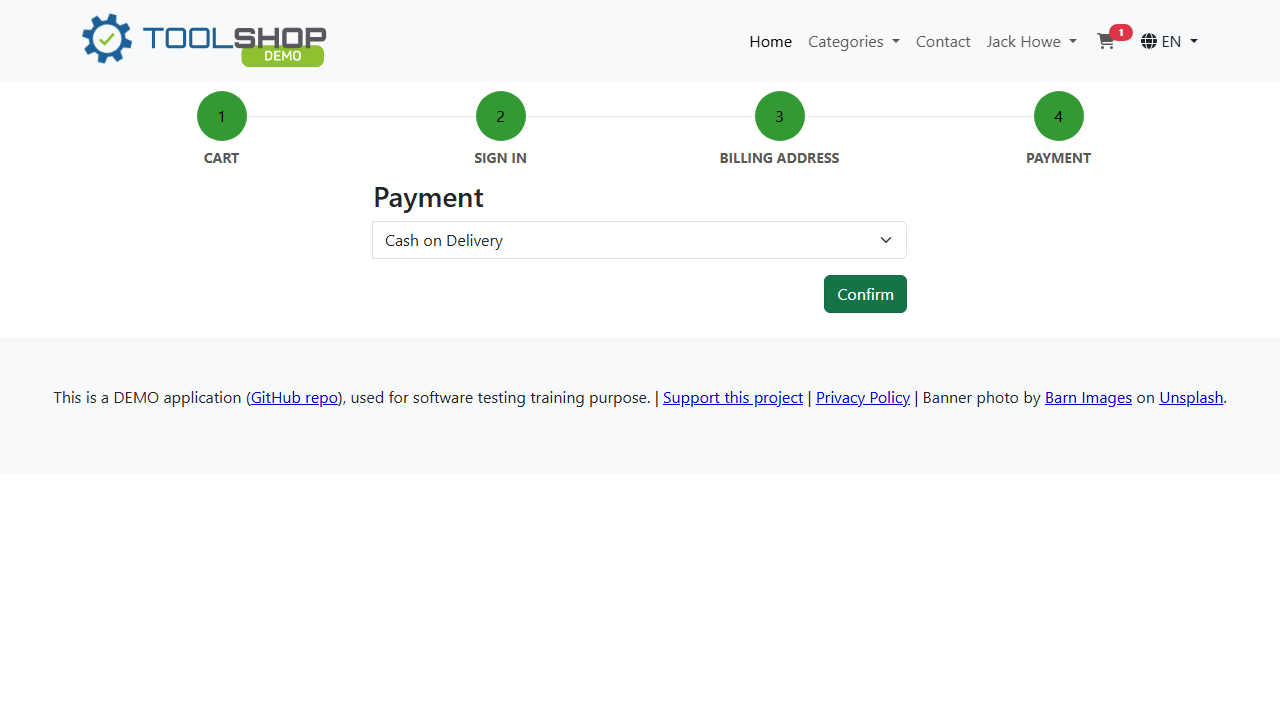 TOOLSHOP
DEMO
Home Categories Contact Jack Howe 1 EN
1 2 3 4
CART SIGN IN BILLING ADDRESS PAYMENT
Payment
Cash on Delivery
Confirm
This is a DEMO application (GitHub repo), used for software testing training purpose. | Support this project | Privacy Policy | Banner photo by Barn Images on Unsplash.